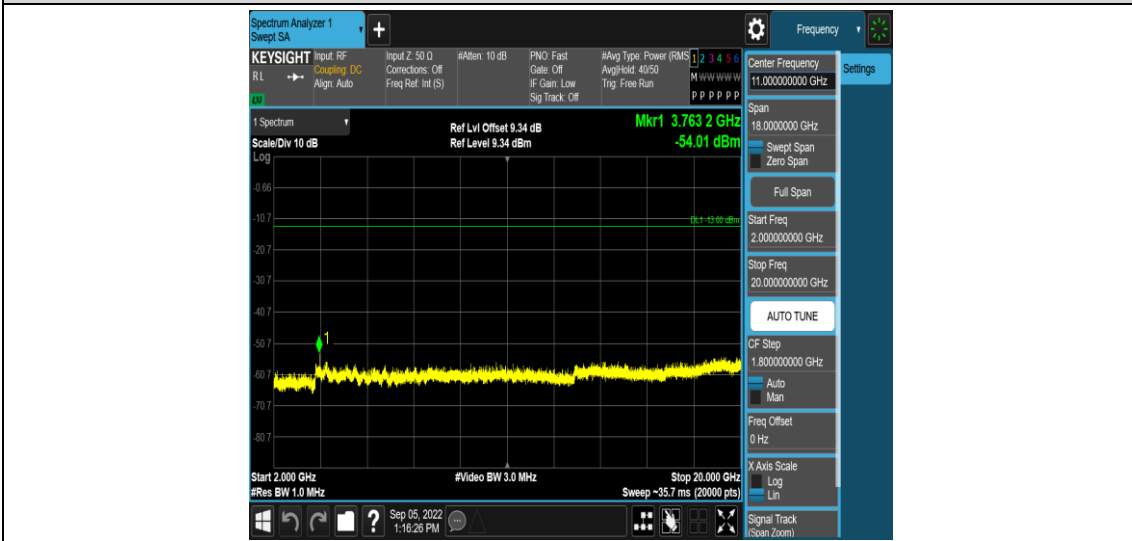 Spectrum Analyzer 1
Swept SA
+
Frequency
KEYSIGHT
RL
LXI
Input: RF
Coupling: DC
Align: Auto
Input Z: 50 Ω
Corrections: Off
Freq Ref: Int (S)
#Atten: 10 dB
PNO: Fast
Gate: Off
IF Gain: Low
Sig Track: Off
#Avg Type: Power (RMS
Avg|Hold: 40/50
Trig: Free Run
1 2 3 4 5 6
M W W W W W
P P P P P P
1 Spectrum
Scale/Div 10 dB
Log
Ref Lvl Offset 9.34 dB
Ref Level 9.34 dBm
Mkr1 3.763 2 GHz
-54.01 dBm
-0.66
-10.7
DL1 -13.00 dBm
-20.7
-30.7
-40.7
-50.7
1
-60.7
-70.7
-80.7
Start 2.000 GHz
#Res BW 1.0 MHz
#Video BW 3.0 MHz
Stop 20.000 GHz
Sweep ~35.7 ms (20000 pts)
Sep 05, 2022
1:16:26 PM
?
Center Frequency
11.000000000 GHz
Settings
Span
18.0000000 GHz
Swept Span
Zero Span
Full Span
Start Freq
2.000000000 GHz
Stop Freq
20.000000000 GHz
AUTO TUNE
CF Step
1.800000000 GHz
Auto
Man
Freq Offset
0 Hz
X Axis Scale
Log
Lin
Signal Track
(Span Zoom)